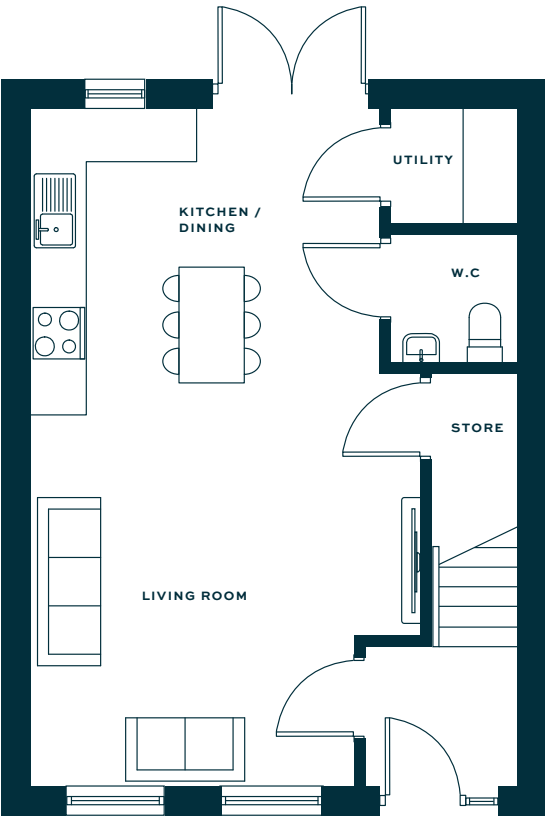 UTILITY
KITCHEN /
DINING
W.C
STORE
LIVING ROOM